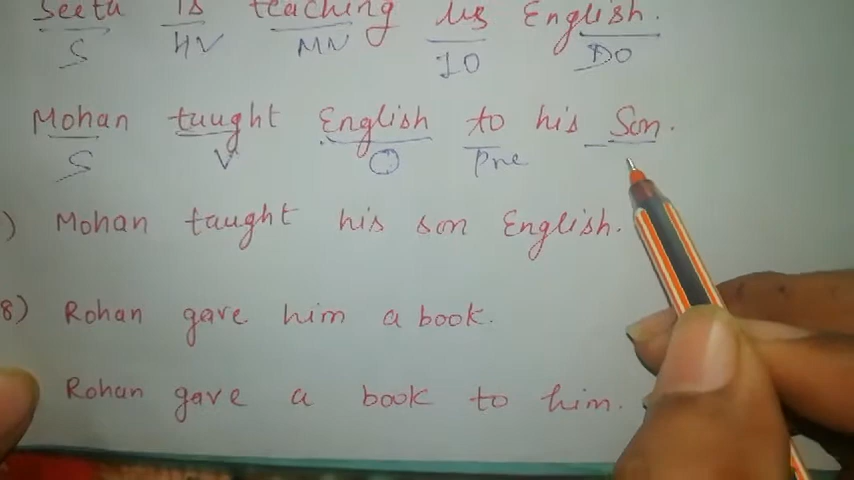 Seeta is teaching us English.
S HV MV IO DO
Mohan taught English to his Son.
S V O Pre
) Mohan taught his son English.
8) Rohan gave him a book.
Rohan gave a book to him.